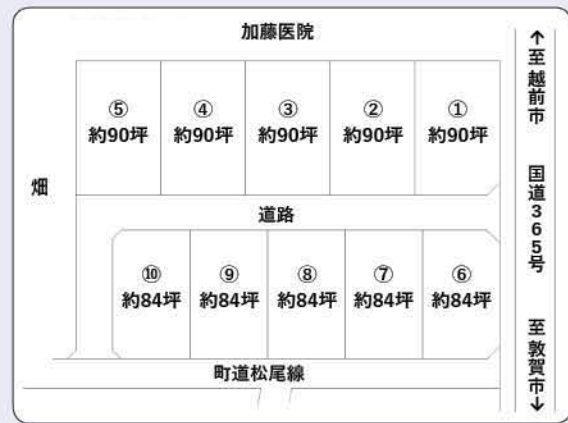 加藤医院
⑤
約90坪
④
約90坪
③
約90坪
②
約90坪
①
約90坪
畑
道路
⑩
約84坪
⑨
約84坪
⑧
約84坪
⑦
約84坪
⑥
約84坪
町道松尾線
↑至越前市
国道365号
至敦賀市↓